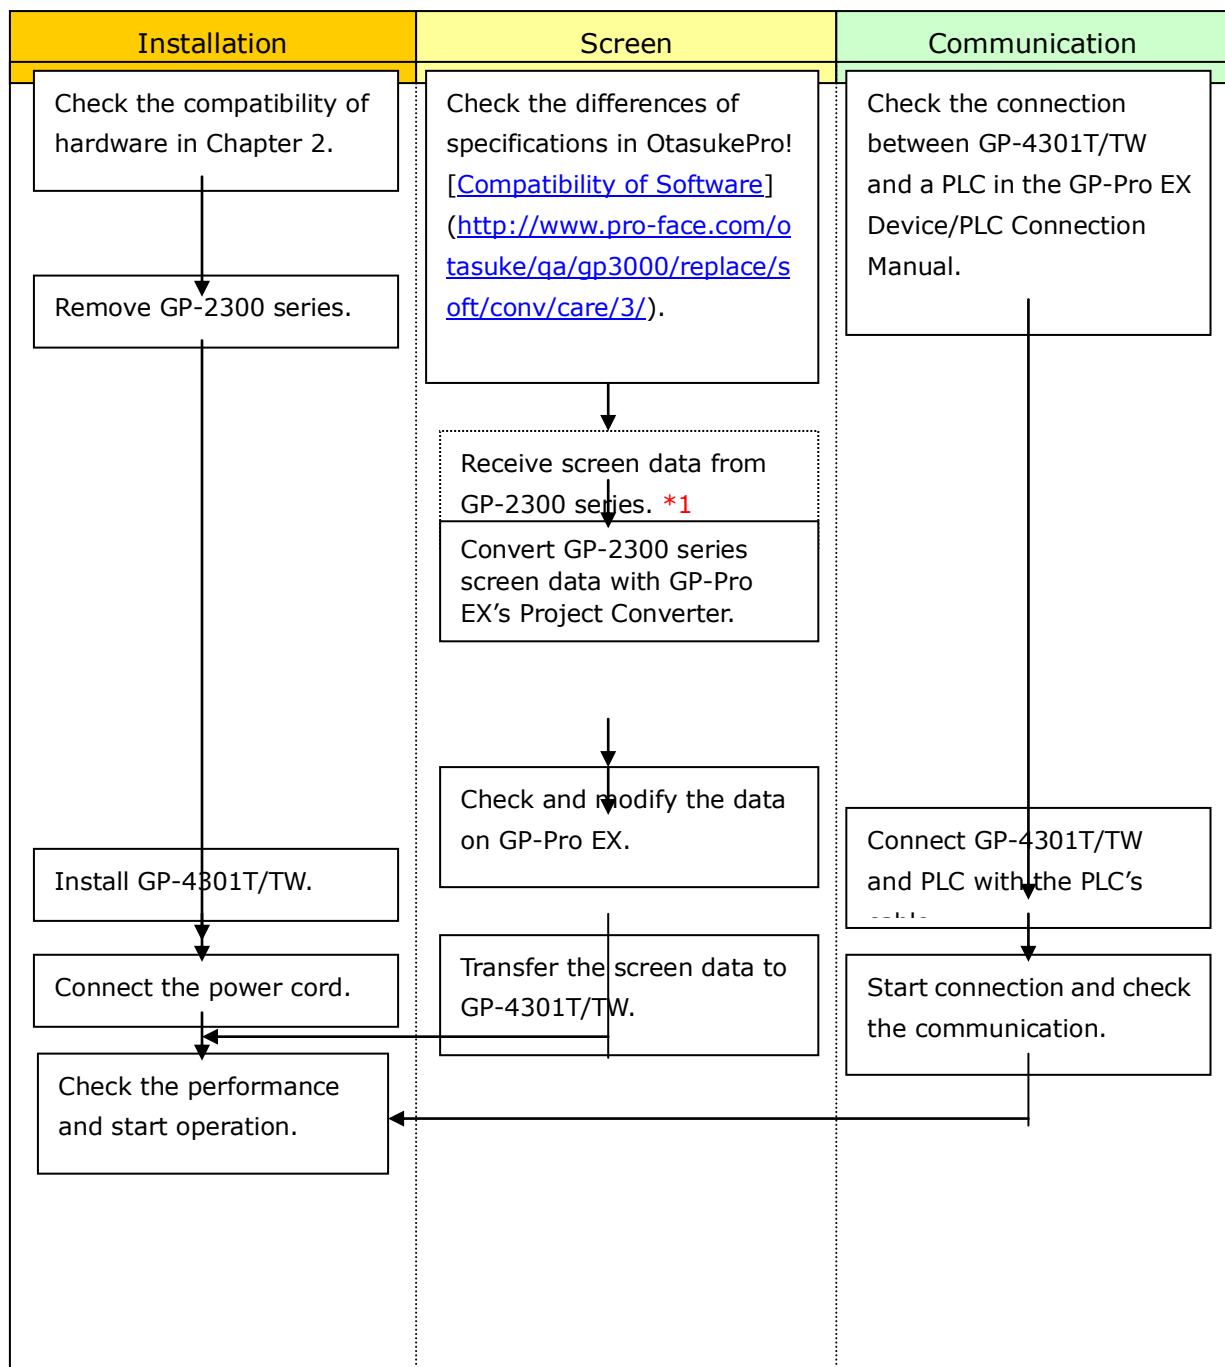 Installation
Screen
Communication
Check the compatibility of
hardware in Chapter 2.
Remove GP-2300 series.
Install GP-4301T/TW.
Connect the power cord.
Check the performance
and start operation.
Check the differences of
specifications in OtasukePro!
[Compatibility of Software]
(http://www.pro-face.com/o
tasuke/qa/gp3000/replace/s
oft/conv/care/3/).
Receive screen data from
GP-2300 series. *1
Convert GP-2300 series
screen data with GP-Pro
EX’s Project Converter.
Check and modify the data
on GP-Pro EX.
Transfer the screen data to
GP-4301T/TW.
Check the connection
between GP-4301T/TW
and a PLC in the GP-Pro EX
Device/PLC Connection
Manual.
Connect GP-4301T/TW
and PLC with the PLC’s
Start connection and check
the communication.